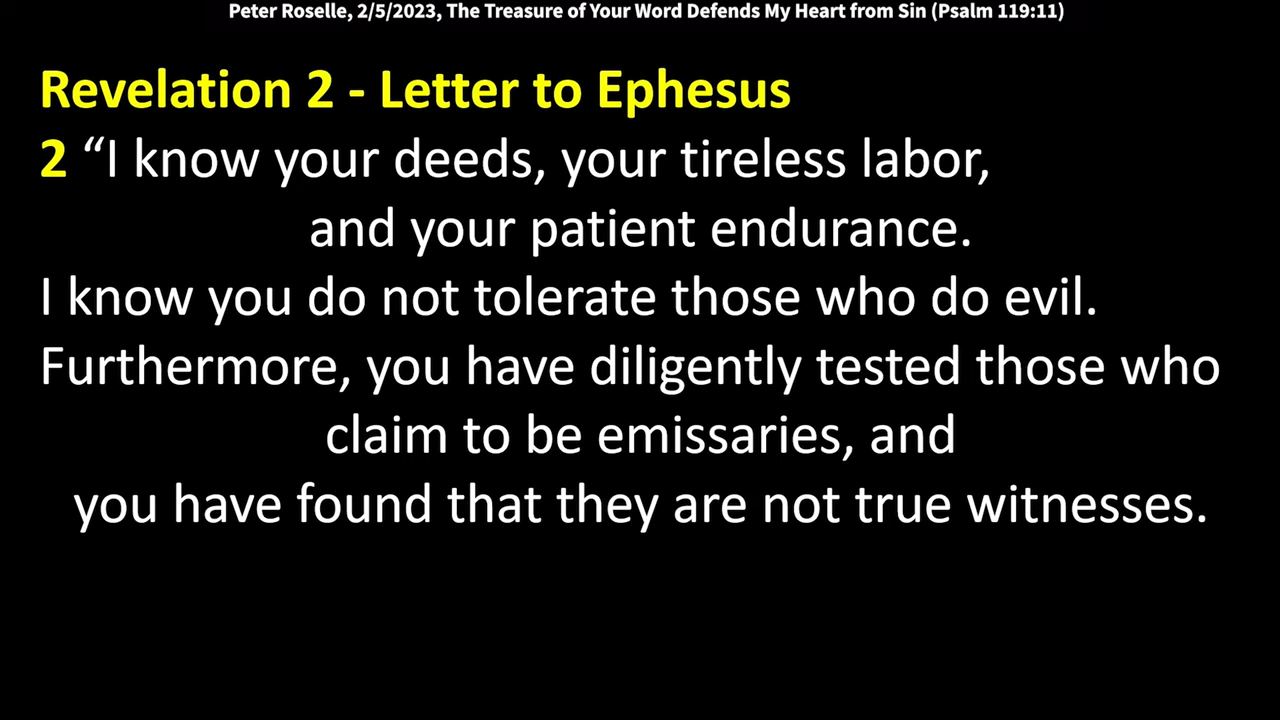 Peter Roselle, 2/5/2023, The Treasure of Your Word Defends My Heart from Sin (Psalm 119:11)
Revelation 2 - Letter to Ephesus
2 “I know your deeds, your tireless labor,
and your patient endurance.
I know you do not tolerate those who do evil.
Furthermore, you have diligently tested those who
claim to be emissaries, and
you have found that they are not true witnesses.